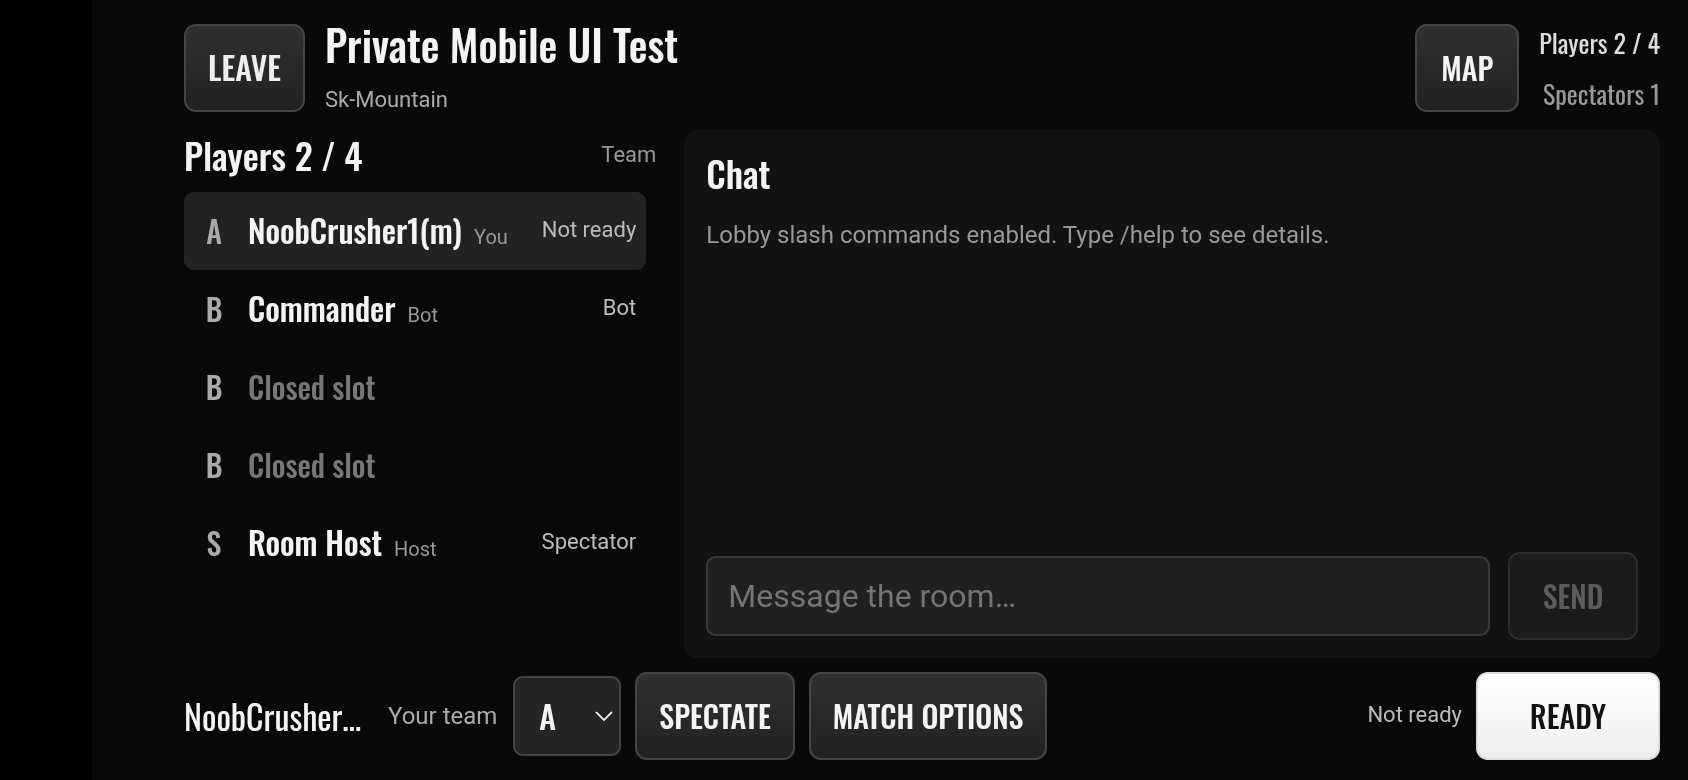 LEAVE
Private Mobile UI Test
Sk-Mountain
MAP
Players 2 / 4
Spectators 1
Players 2 / 4
Team
A NoobCrusher1(m) You Not ready
B Commander Bot Bot
B Closed slot
B Closed slot
S Room Host Host Spectator
Chat
Lobby slash commands enabled. Type /help to see details.
Message the room...
SEND
NoobCrusher... Your team A SPECTATE MATCH OPTIONS Not ready READY